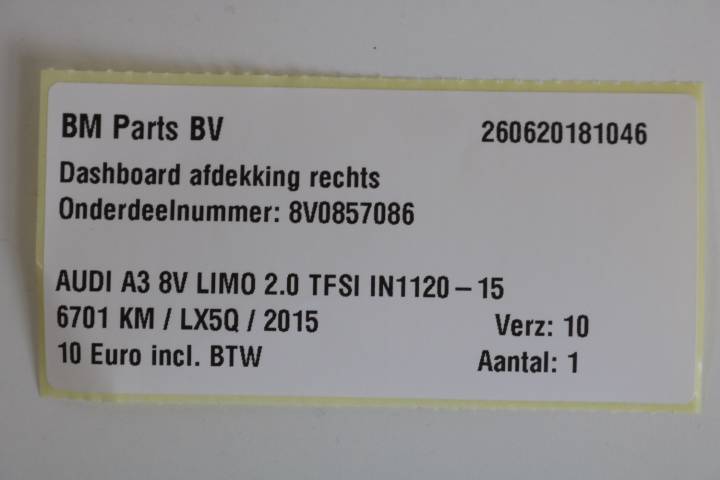 BM Parts BV 260620181046
Dashboard afdekking rechts
Onderdeelnummer: 8V0857086
AUDI A3 8V LIMO 2.0 TFSI IN1120 – 15
6701 KM / LX5Q / 2015 Verz: 10
10 Euro incl. BTW Aantal: 1